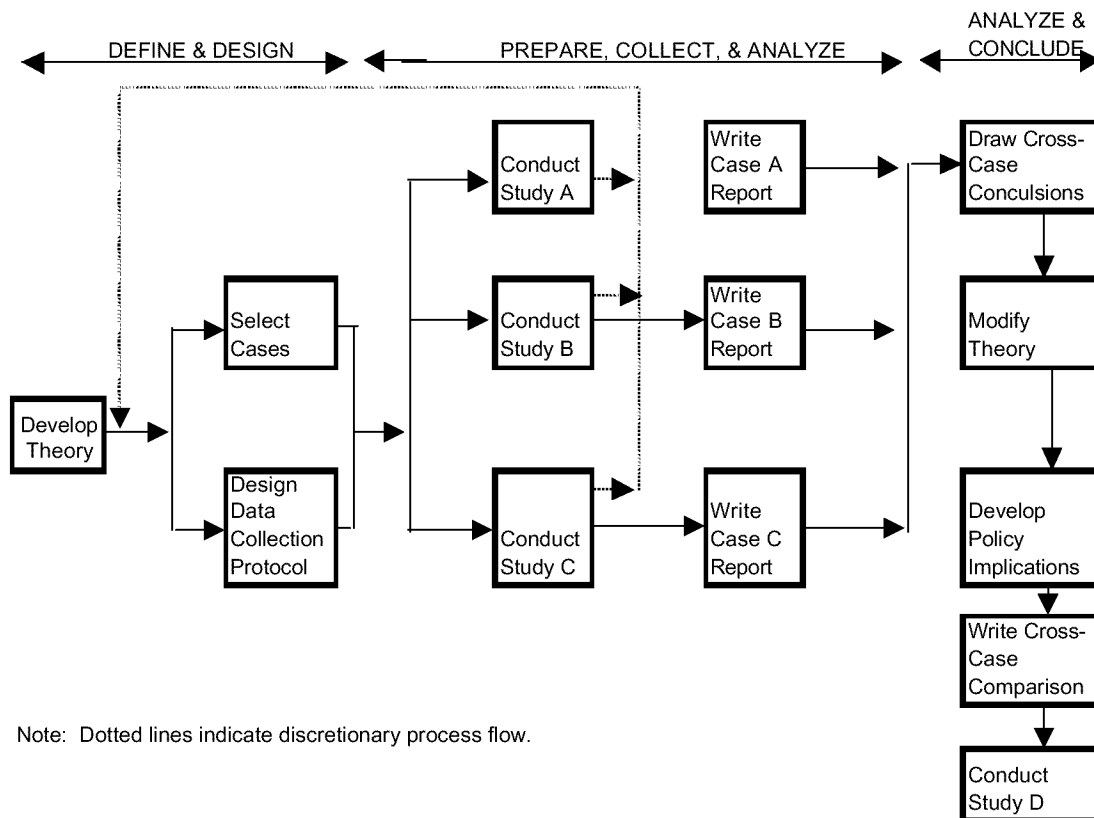 DEFINE & DESIGN
PREPARE, COLLECT, & ANALYZE
ANALYZE &
CONCLUDE
Develop
Theory
Select
Cases
Design
Data
Collection
Protocol
Conduct
Study A
Conduct
Study B
Conduct
Study C
Write
Case A
Report
Write
Case B
Report
Write
Case C
Report
Draw Cross-
Case
Conculsions
Modify
Theory
Develop
Policy
Implications
Write Cross-
Case
Comparison
Conduct
Study D
Note: Dotted lines indicate discretionary process flow.